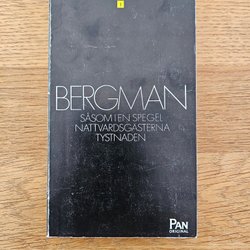 BERGMAN
SÅSOM I EN SPEGEL
NATTVARDSGÄSTERNA
TYSTNADEN
PAN
ORIGINAL